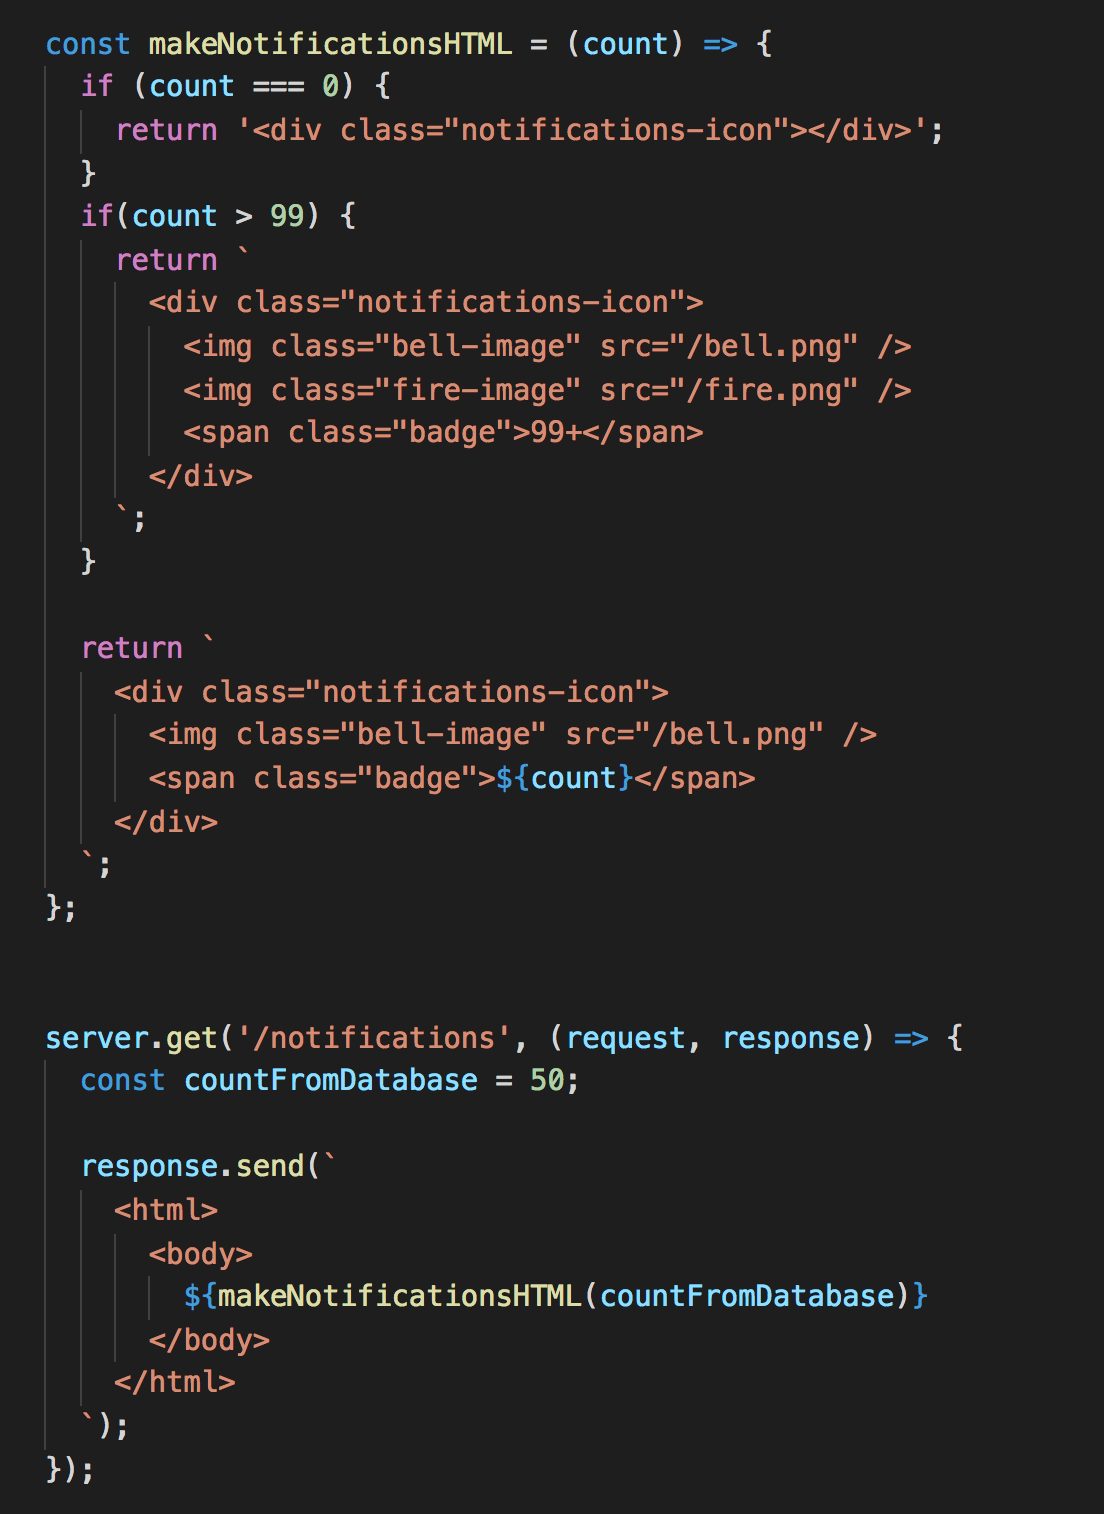 const makeNotificationsHTML = (count) => {
  if (count === 0) {
    return '<div class="notifications-icon"></div>';
  }
  if(count > 99) {
    return `
      <div class="notifications-icon">
        <img class="bell-image" src="/bell.png" />
        <img class="fire-image" src="/fire.png" />
        <span class="badge">99+</span>
      </div>
    `;
  }

  return `
    <div class="notifications-icon">
      <img class="bell-image" src="/bell.png" />
      <span class="badge">${count}</span>
    </div>
  `;
};

server.get('/notifications', (request, response) => {
  const countFromDatabase = 50;

  response.send(`
    <html>
      <body>
        ${makeNotificationsHTML(countFromDatabase)}
      </body>
    </html>
  `);
});